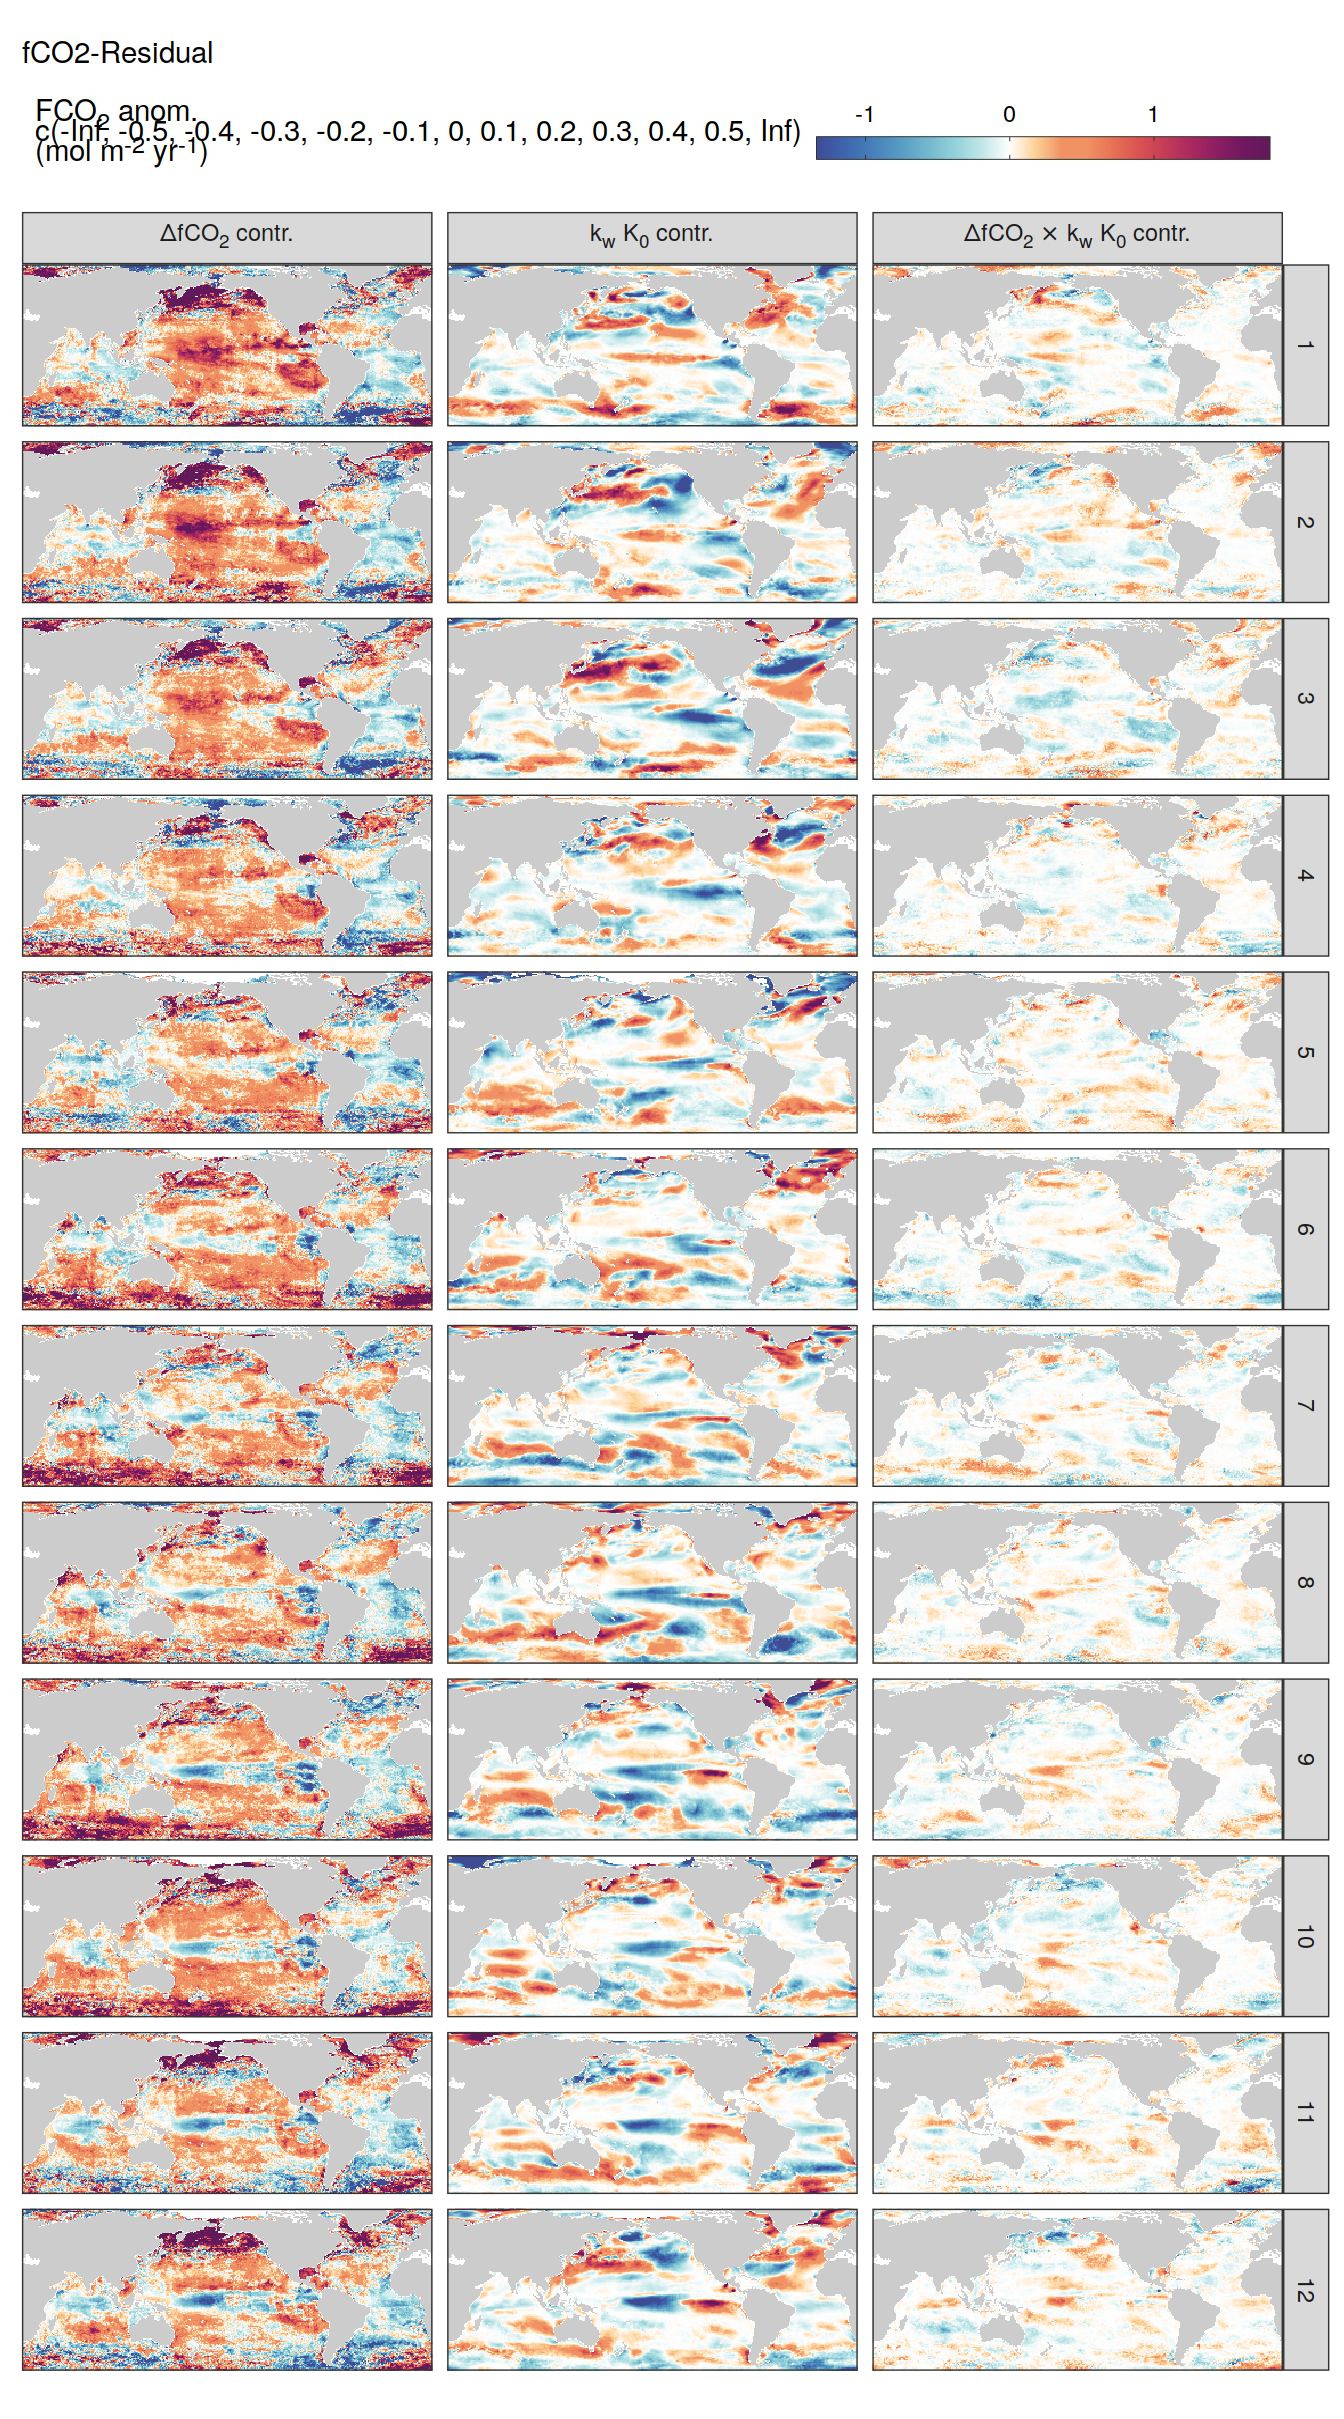 fCO2-Residual
FCO₂ anom.
c(-Inf, -0.5, -0.4, -0.3, -0.2, -0.1, 0, 0.1, 0.2, 0.3, 0.4, 0.5, Inf)
(mol m⁻² yr⁻¹)
-1 0 1
ΔfCO₂ contr.
k_w K₀ contr.
ΔfCO₂ × k_w K₀ contr.
1
2
3
4
5
6
7
8
9
10
11
12